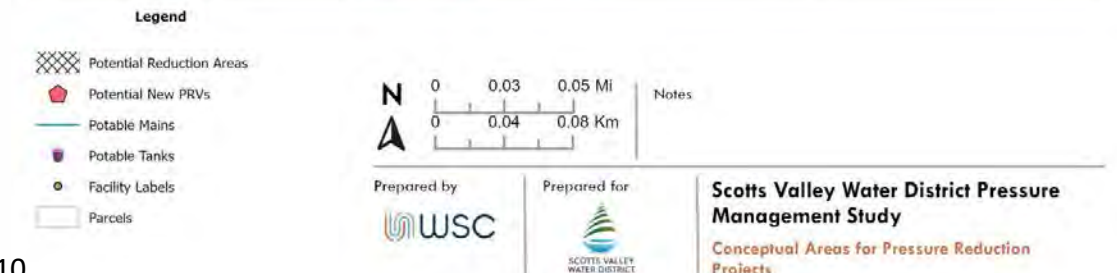 Legend
Potential Reduction Areas
Potential New PRVs
Potable Mains
Potable Tanks
Facility Labels
Parcels
N
0 0.03 0.05 Mi
0 0.04 0.08 Km
Notes
Prepared by
WSC
Prepared for
SCOTTS VALLEY
WATER DISTRICT
Scotts Valley Water District Pressure
Management Study
Conceptual Areas for Pressure Reduction
Projects
10